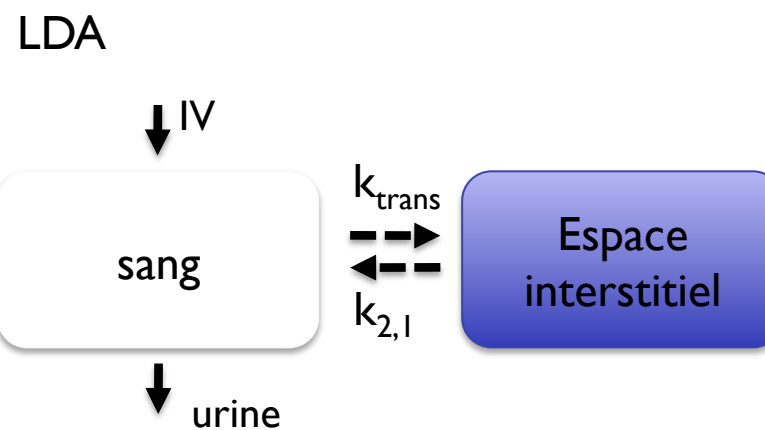 LDA
IV
k_trans
sang
Espace
interstitiel
k_2,1
urine